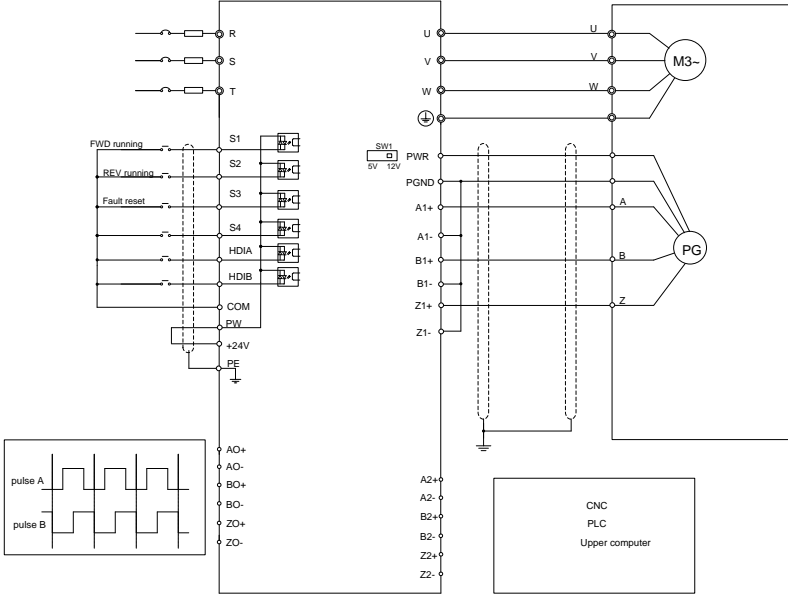 R
S
T
U
V
W
U
V
W
M3~
FWD running
REV running
Fault reset
S1
S2
S3
S4
HDIA
HDIB
COM
PW
+24V
PE
SW1
5V 12V
PWR
PGND
A1+
A1-
B1+
B1-
Z1+
Z1-
A
B
Z
PG
pulse A
pulse B
AO+
AO-
BO+
BO-
ZO+
ZO-
A2+
A2-
B2+
B2-
Z2+
Z2-
CNC
PLC
Upper computer